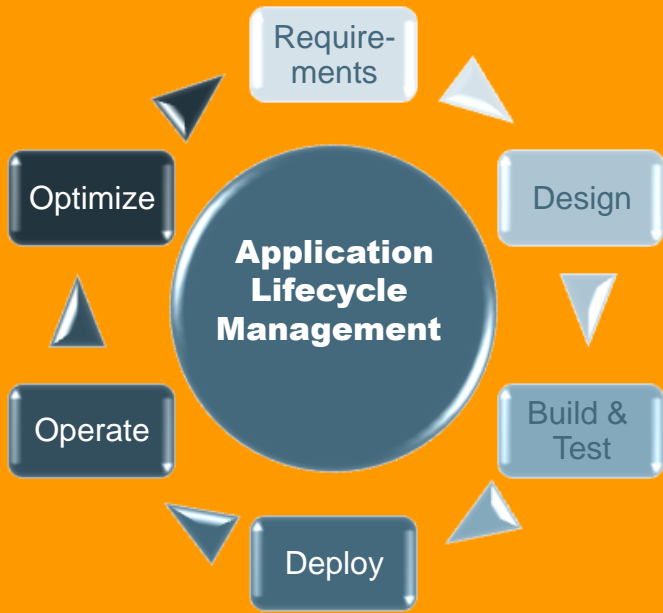 Require-
ments
Design
Build &
Test
Deploy
Operate
Optimize
Application
Lifecycle
Management